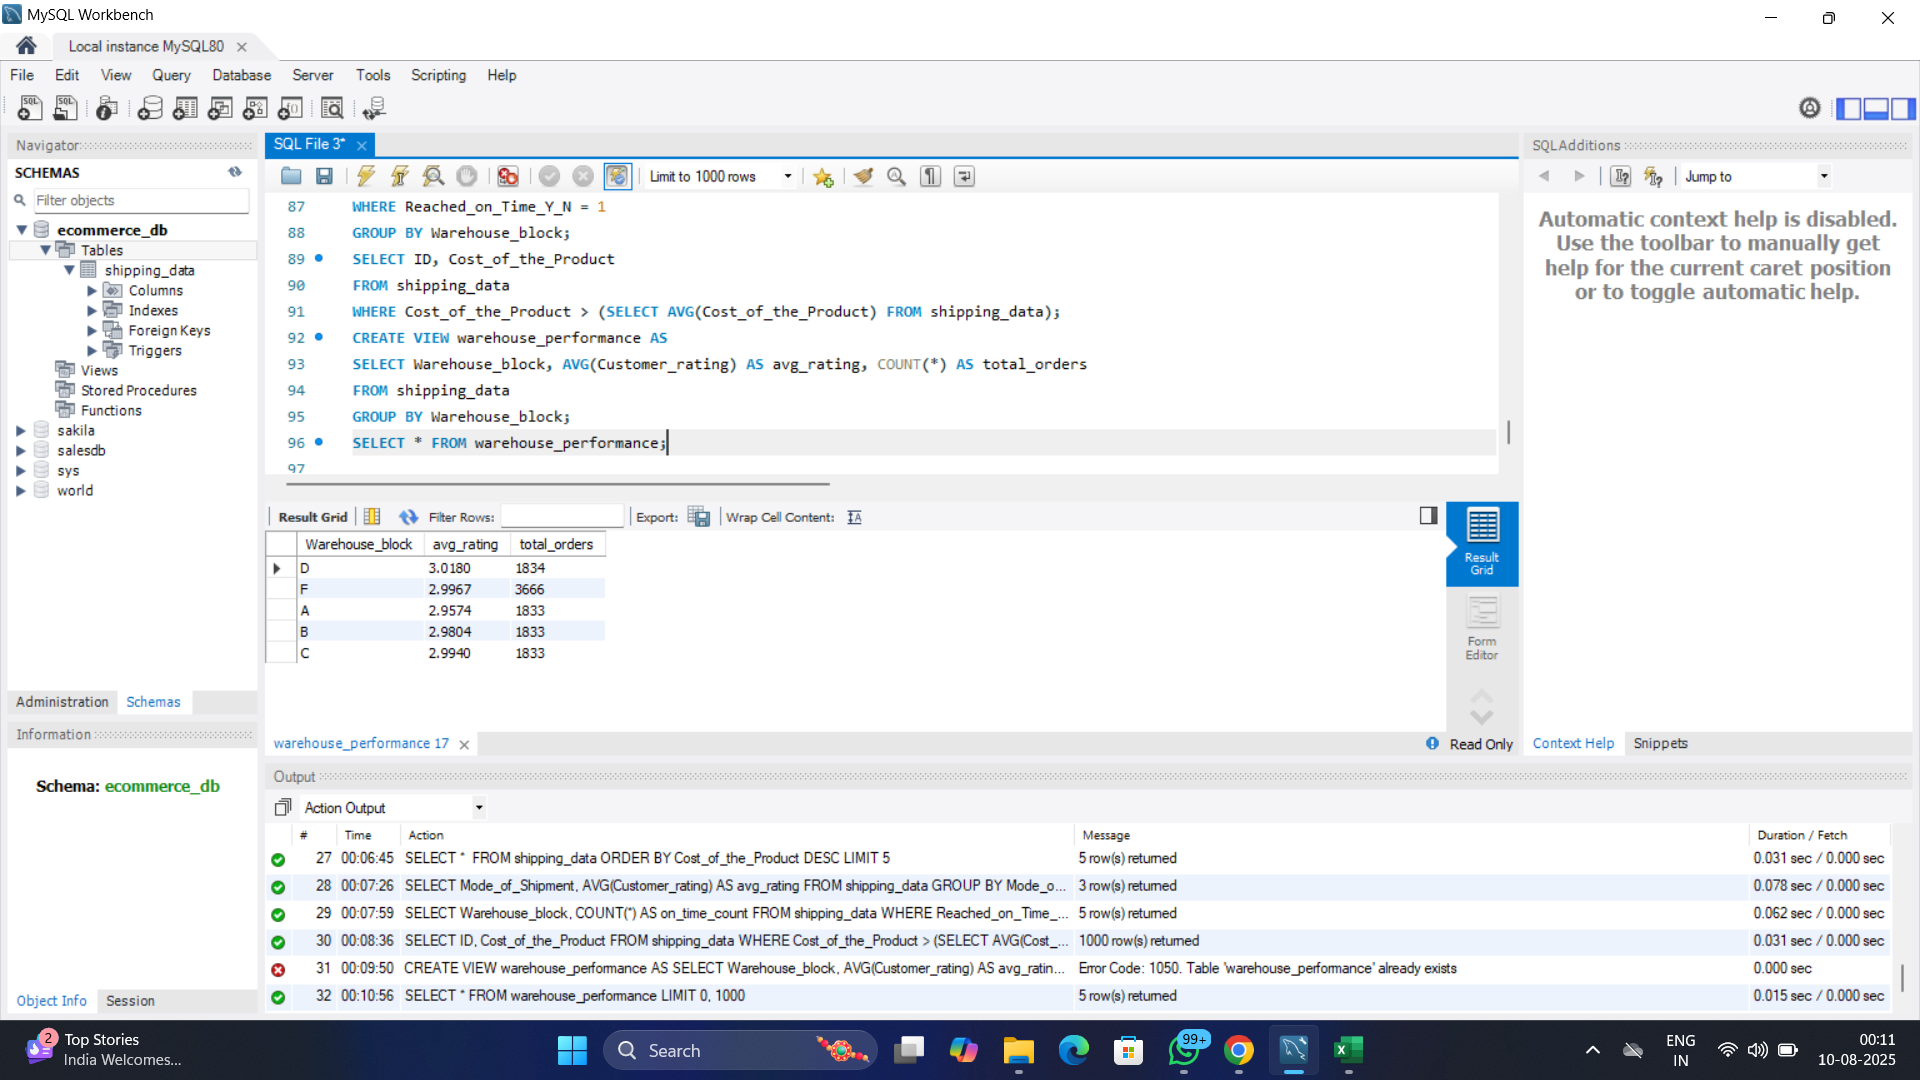 MySQL Workbench
Local instance MySQL80
File Edit View Query Database Server Tools Scripting Help
Navigator
SCHEMAS
Filter objects
ecommerce_db
Tables
shipping_data
Columns
Indexes
Foreign Keys
Triggers
Views
Stored Procedures
Functions
sakila
salesdb
sys
world
Administration Schemas
Information
Schema: ecommerce_db
Object Info Session
SQL File 3*
Limit to 1000 rows
87 WHERE Reached_on_Time_Y_N = 1
88 GROUP BY Warehouse_block;
89 SELECT ID, Cost_of_the_Product
90 FROM shipping_data
91 WHERE Cost_of_the_Product > (SELECT AVG(Cost_of_the_Product) FROM shipping_data);
92 CREATE VIEW warehouse_performance AS
93 SELECT Warehouse_block, AVG(Customer_rating) AS avg_rating, COUNT(*) AS total_orders
94 FROM shipping_data
95 GROUP BY Warehouse_block;
96 SELECT * FROM warehouse_performance;
97
Result Grid Filter Rows: Export: Wrap Cell Content:
Warehouse_block avg_rating total_orders
D 3.0180 1834
F 2.9967 3666
A 2.9574 1833
B 2.9804 1833
C 2.9940 1833
Result Grid
Form Editor
warehouse_performance 17
Read Only
SQLAdditions
Jump to
Automatic context help is disabled.
Use the toolbar to manually get
help for the current caret position
or to toggle automatic help.
Context Help Snippets
Output
Action Output
# Time Action Message Duration / Fetch
27 00:06:45 SELECT * FROM shipping_data ORDER BY Cost_of_the_Product DESC LIMIT 5 5 row(s) returned 0.031 sec / 0.000 sec
28 00:07:26 SELECT Mode_of_Shipment, AVG(Customer_rating) AS avg_rating FROM shipping_data GROUP BY Mode_o... 3 row(s) returned 0.078 sec / 0.000 sec
29 00:07:59 SELECT Warehouse_block, COUNT(*) AS on_time_count FROM shipping_data WHERE Reached_on_Time_... 5 row(s) returned 0.062 sec / 0.000 sec
30 00:08:36 SELECT ID, Cost_of_the_Product FROM shipping_data WHERE Cost_of_the_Product > (SELECT AVG(Cost_... 1000 row(s) returned 0.031 sec / 0.000 sec
31 00:09:50 CREATE VIEW warehouse_performance AS SELECT Warehouse_block, AVG(Customer_rating) AS avg_ratin... Error Code: 1050. Table 'warehouse_performance' already exists 0.000 sec
32 00:10:56 SELECT * FROM warehouse_performance LIMIT 0, 1000 5 row(s) returned 0.015 sec / 0.000 sec
2
Top Stories
India Welcomes...
Search
99+
ENG
IN
00:11
10-08-2025